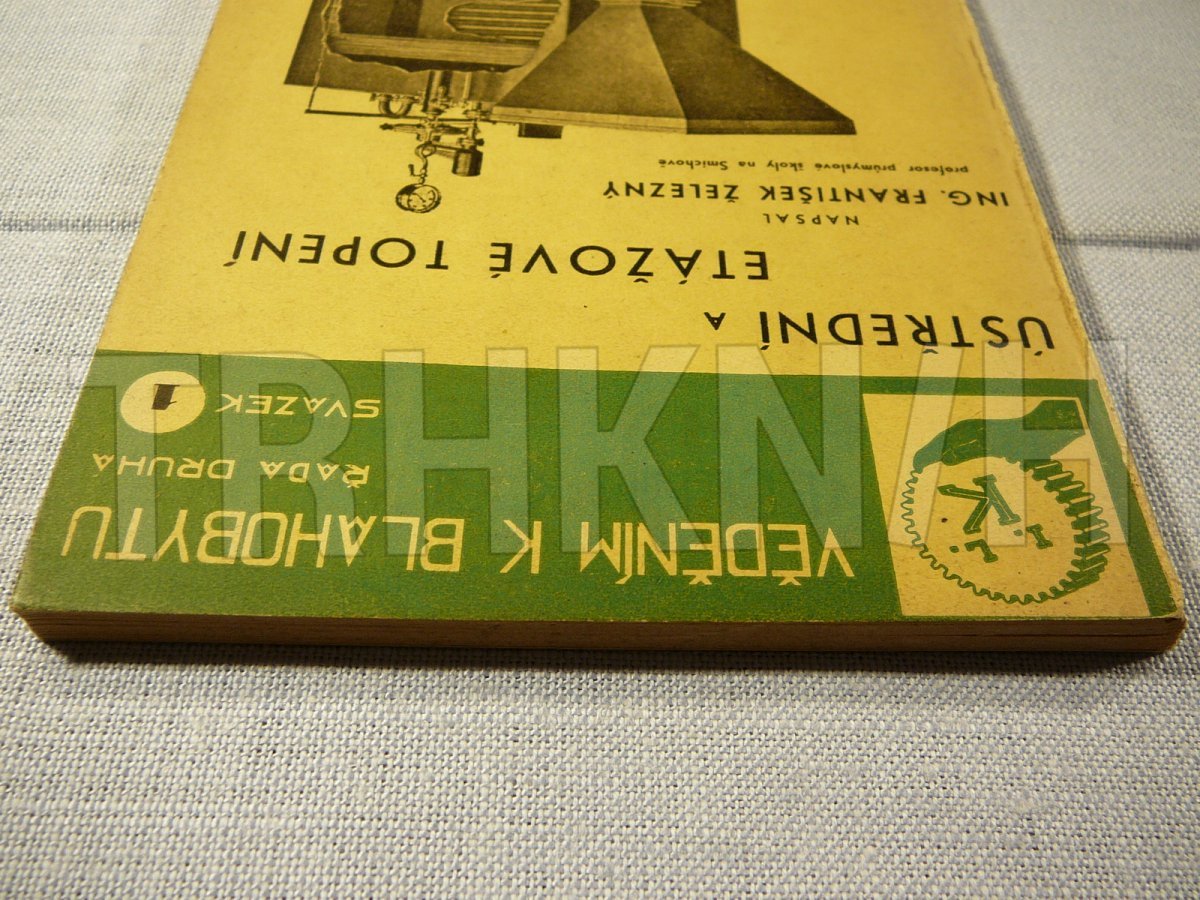 VĚDĚNÍM K BLAHOBYTU
ŘADA DRUHÁ
SVAZEK 1
ÚSTŘEDNÍ A
ETÁŽOVÉ TOPENÍ
NAPSAL
ING. FRANTIŠEK ŽELEZNÝ
profesor průmyslové školy na Smíchově
TRHKNIH